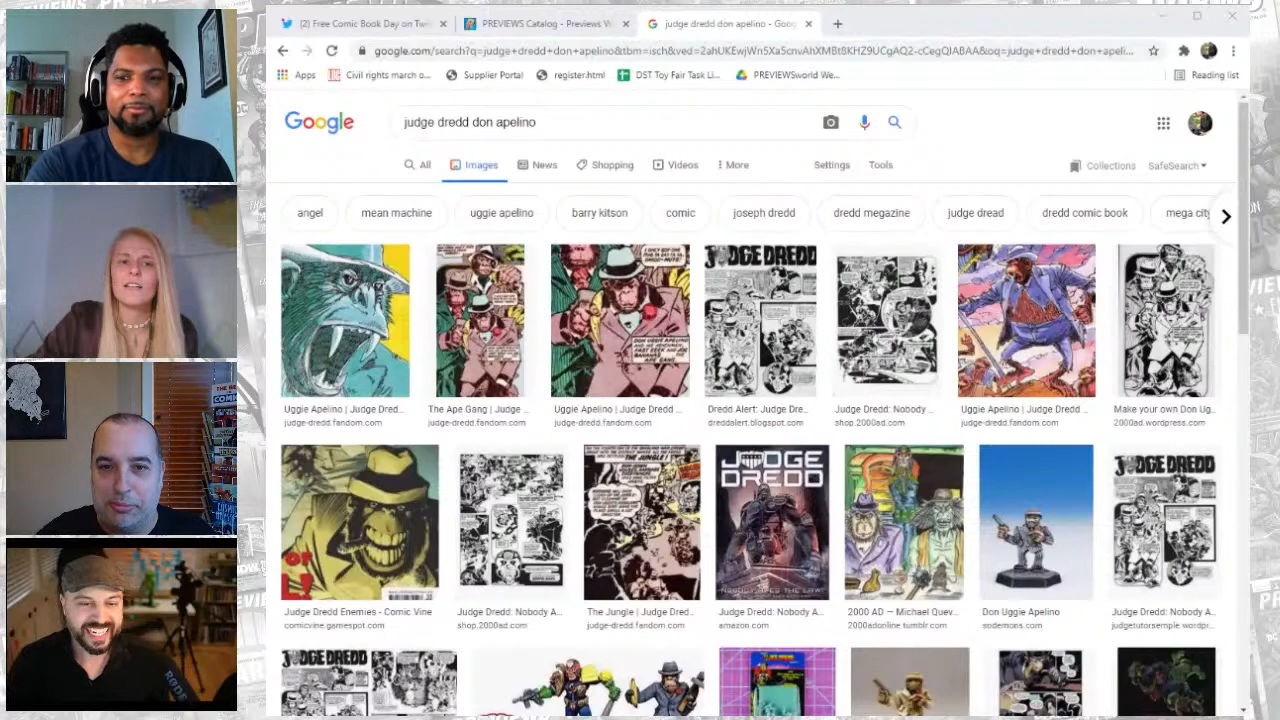 (2) Free Comic Book Day on Tw
PREVIEWS Catalog - Previews W
judge dredd don apelino - Goo
google.com/search?q=judge+dredd+don+apelino&tbm=isch&ved=2ahUKEwjWn5Xa5cnvAhXMBt8KHZ9UCgAQ2-cCegQIABAA&oq=judge+dredd+don+apeli...
Apps
Civil rights march o...
Supplier Portal
register.html
DST Toy Fair Task Li...
PREVIEWSworld We...
Reading list
Google
judge dredd don apelino
All
Images
News
Shopping
Videos
More
Settings
Tools
Collections
SafeSearch
angel
mean machine
uggie apelino
barry kitson
comic
joseph dredd
dredd megazine
judge dread
dredd comic book
mega city
JUDGE DREDD
Uggie Apelino | Judge Dred...
judge-dredd.fandom.com
The Ape Gang | Judge ...
judge-dredd.fandom.com
Uggie Apelino | Judge Dredd ...
judge-dredd.fandom.com
Dredd Alert: Judge Dre...
dreddalert.blogspot.com
Judge Dredd: Nobody ...
shop.2000ad.com
Uggie Apelino | Judge Dredd ...
judge-dredd.fandom.com
Make your own Don Ug...
2000ad.wordpress.com
OF
THE JUNGLE!
JUDGE DREDD
JUDGE DREDD
Judge Dredd Enemies - Comic Vine
comicvine.gamespot.com
Judge Dredd: Nobody A...
shop.2000ad.com
The Jungle | Judge Dred...
judge-dredd.fandom.com
Judge Dredd: Nobody A...
amazon.com
2000 AD — Michael Quev...
2000adonline.tumblr.com
Don Uggie Apelino
sodemons.com
Judge Dredd: Nobody A...
judgetutorsemple.wordpr...
JUDGE DREDD
RØDE